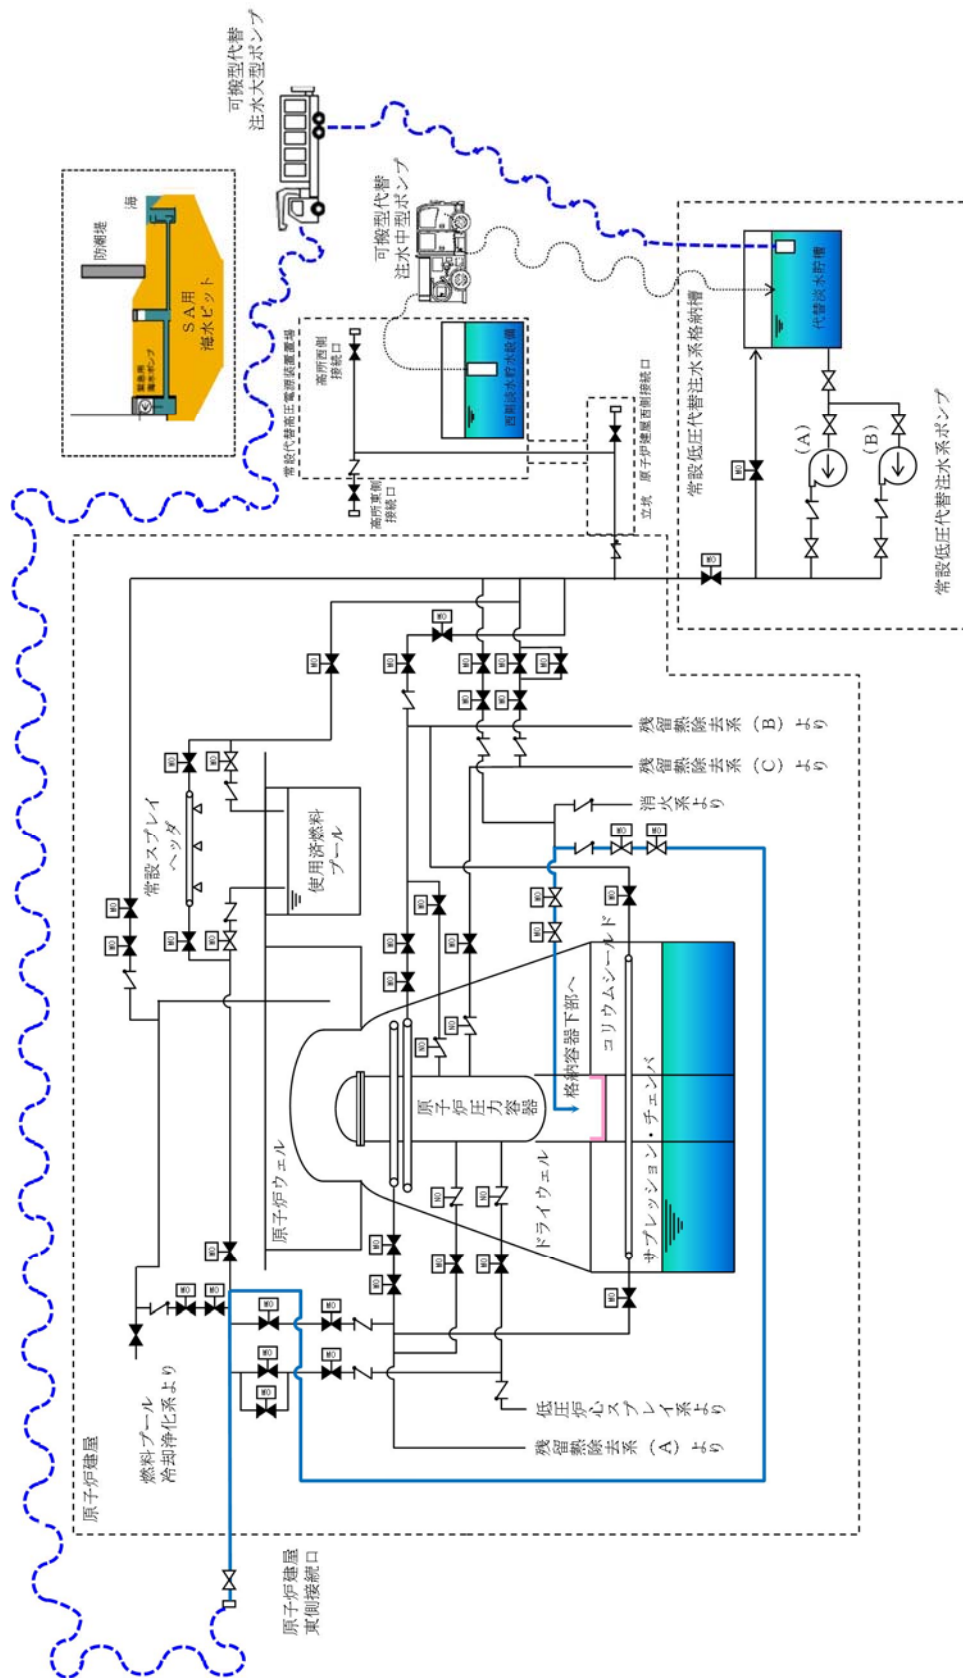 可搬型代替
注水大型ポンプ
防潮堤
海
緊急用
海水ポンプ
ＳＡ用
海水ピット
可搬型代替
注水中型ポンプ
常設代替高圧電源装置置場
高所西側
接続口
高所東側
接続口
西側淡水貯水設備
立坑
原子炉建屋西側接続口
常設低圧代替注水系格納槽
代替淡水貯槽
(A)
(B)
常設低圧代替注水系ポンプ
原子炉建屋
常設スプレイ
ヘッダ
使用済燃料
プール
残留熱除去系（B）より
残留熱除去系（C）より
消火系より
原子炉ウェル
原子炉圧力容器
格納容器下部へ
コリウムシールド
ドライウェル
サプレッション・チェンバ
燃料プール
冷却浄化系より
低圧炉心スプレイ系より
残留熱除去系（A）より
原子炉建屋
東側接続口